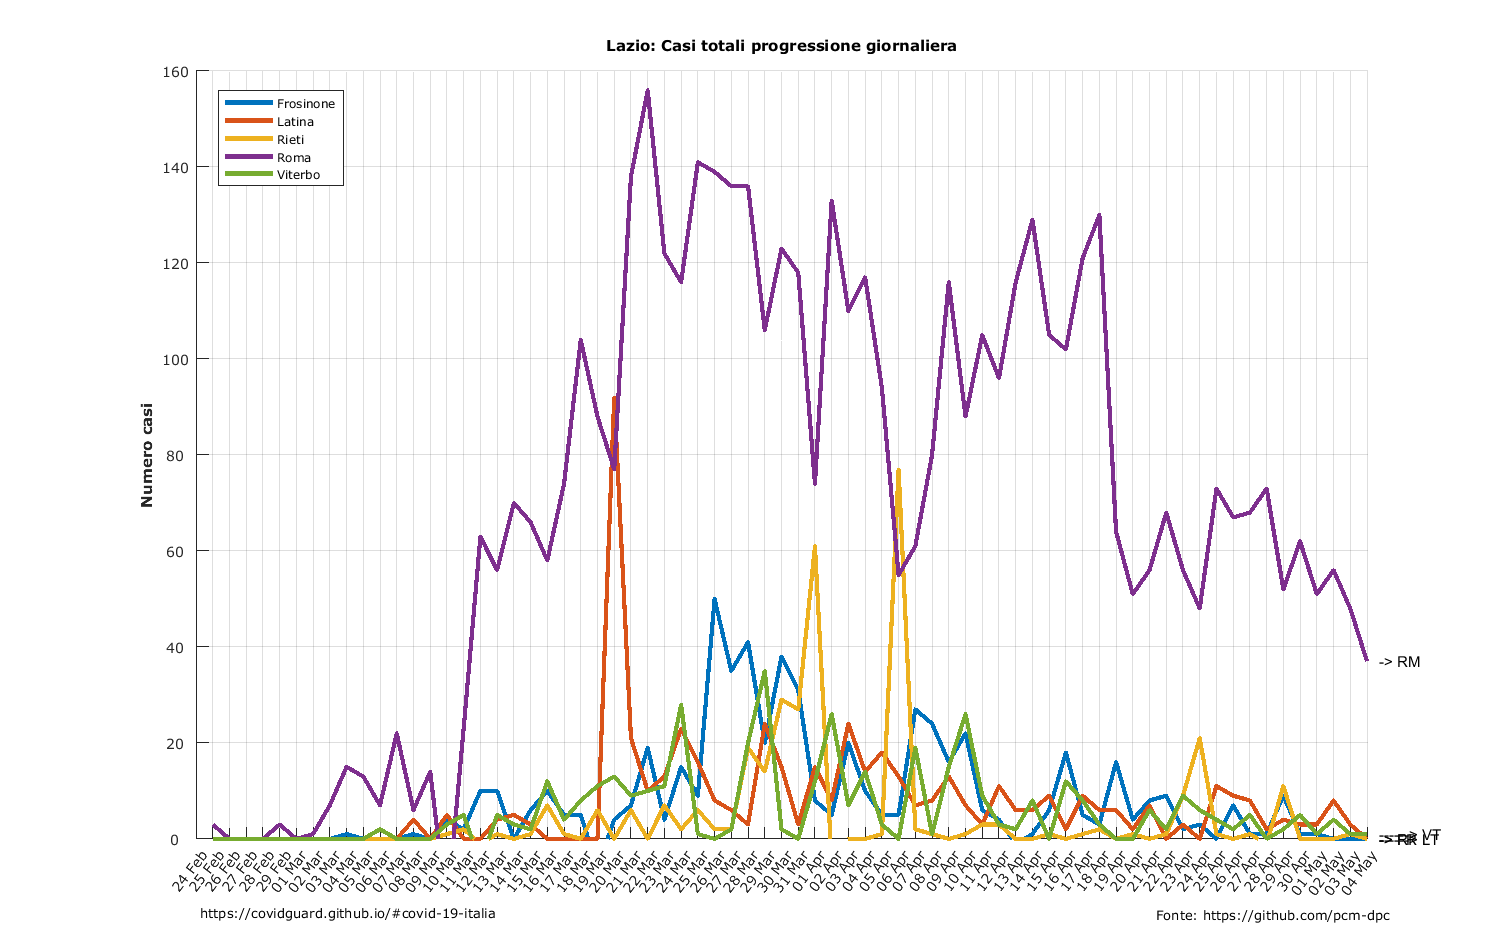 Lazio: Casi totali progressione giornaliera
160
140
120
100
80
60
40
20
0
Numero casi
Frosinone
Latina
Rieti
Roma
Viterbo
24 Feb
25 Feb
26 Feb
27 Feb
28 Feb
29 Feb
01 Mar
02 Mar
03 Mar
04 Mar
05 Mar
06 Mar
07 Mar
08 Mar
09 Mar
10 Mar
11 Mar
12 Mar
13 Mar
14 Mar
15 Mar
16 Mar
17 Mar
18 Mar
19 Mar
20 Mar
21 Mar
22 Mar
23 Mar
24 Mar
25 Mar
26 Mar
27 Mar
28 Mar
29 Mar
30 Mar
31 Mar
01 Apr
02 Apr
03 Apr
04 Apr
05 Apr
06 Apr
07 Apr
08 Apr
09 Apr
10 Apr
11 Apr
12 Apr
13 Apr
14 Apr
15 Apr
16 Apr
17 Apr
18 Apr
19 Apr
20 Apr
21 Apr
22 Apr
23 Apr
24 Apr
25 Apr
26 Apr
27 Apr
28 Apr
29 Apr
30 Apr
01 May
02 May
03 May
04 May
-> RM
-> VT
LT
https://covidguard.github.io/#covid-19-italia
Fonte: https://github.com/pcm-dpc